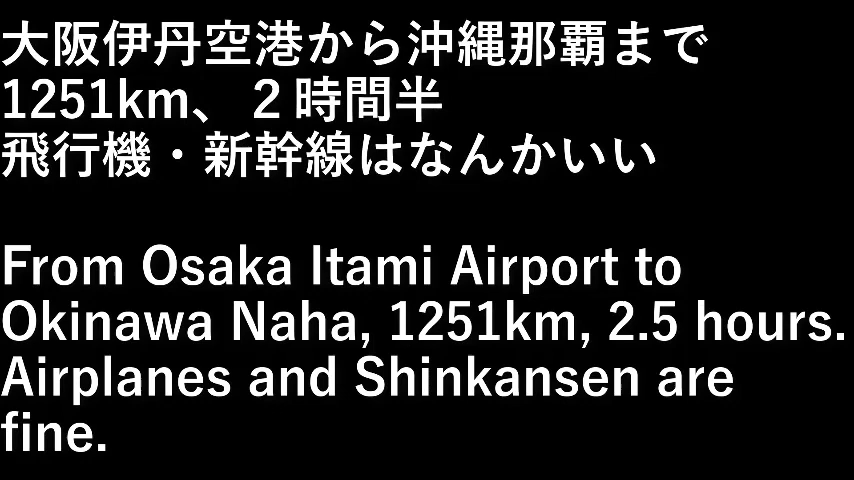 大阪伊丹空港から沖縄那覇まで
1251km、２時間半
飛行機・新幹線はなんかいい
From Osaka Itami Airport to
Okinawa Naha, 1251km, 2.5 hours.
Airplanes and Shinkansen are
fine.